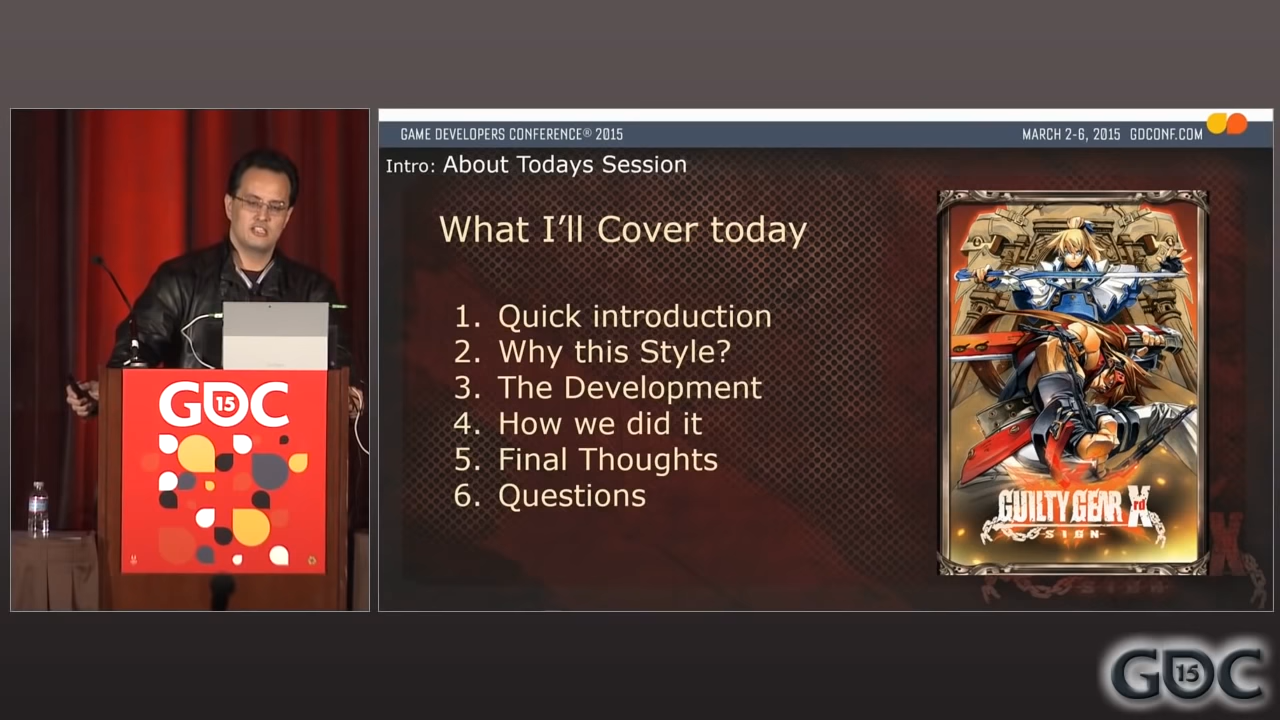 GAME DEVELOPERS CONFERENCE® 2015
MARCH 2-6, 2015 GDCONF.COM
Intro: About Todays Session
What I'll Cover today
1. Quick introduction
2. Why this Style?
3. The Development
4. How we did it
5. Final Thoughts
6. Questions
GUILTY GEAR Xrd
-SIGN-
GDC
15
GDC
15